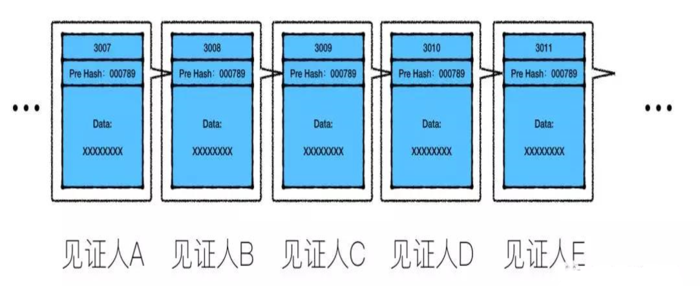 3007 3008 3009 3010 3011
Pre Hash: 000789 Pre Hash: 000789 Pre Hash: 000789 Pre Hash: 000789 Pre Hash: 000789
... ...
Data: Data: Data: Data: Data:
XXXXXXXX XXXXXXXX XXXXXXXX XXXXXXXX XXXXXXXX
见证人A 见证人B 见证人C 见证人D 见证人E